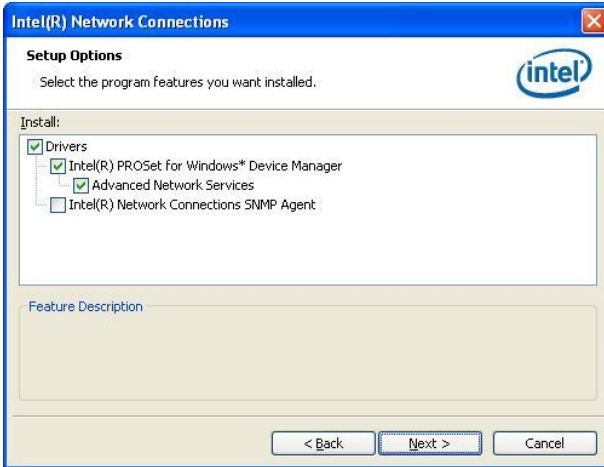 Intel(R) Network Connections
Setup Options
Select the program features you want installed.
intel
Install:
Drivers
Intel(R) PROSet for Windows* Device Manager
Advanced Network Services
Intel(R) Network Connections SNMP Agent
Feature Description
< Back
Next >
Cancel